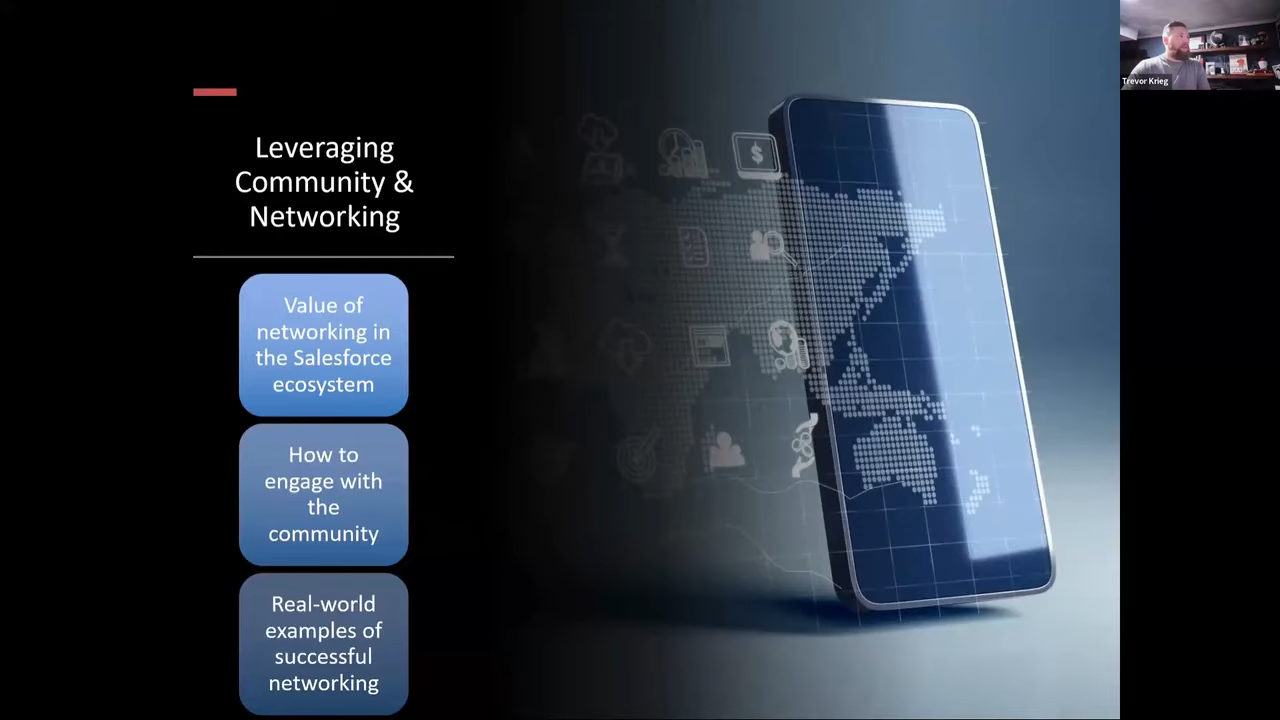 Leveraging
Community &
Networking
Value of
networking in
the Salesforce
ecosystem
How to
engage with
the
community
Real-world
examples of
successful
networking
$
Trevor Krieg